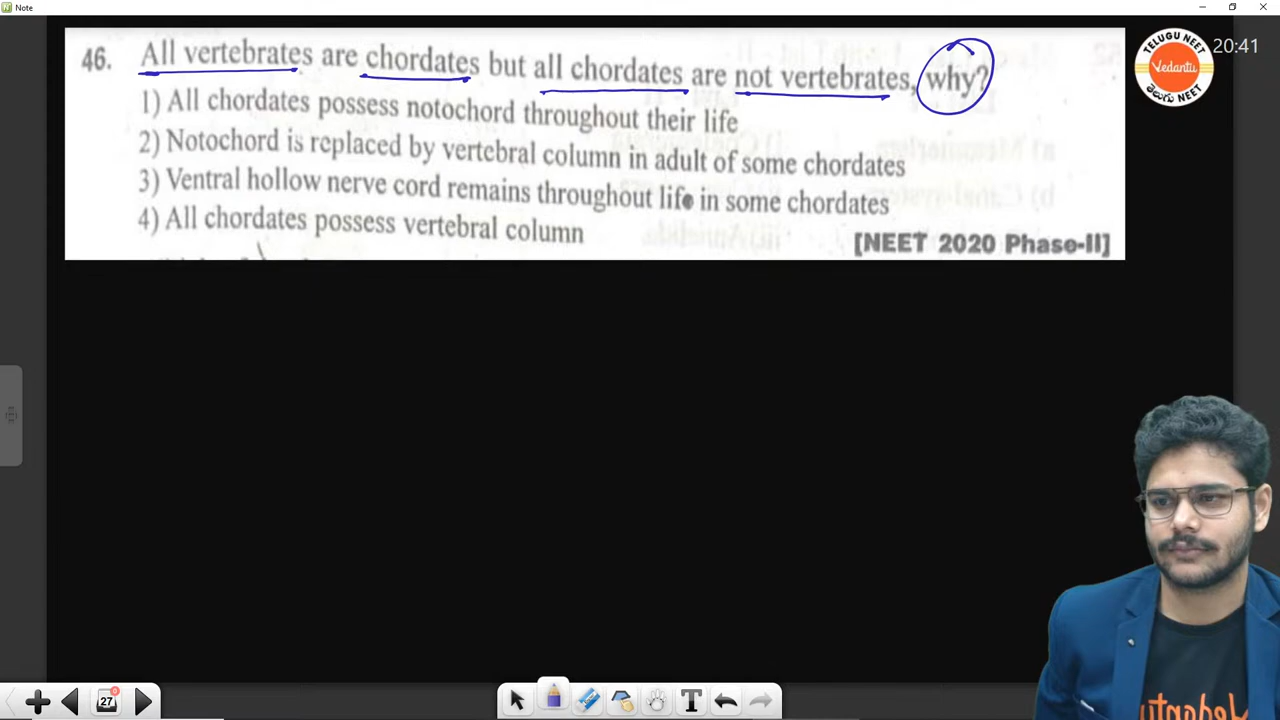 Note
20:41
TELUGU NEET
Vedantu
తెలుగు NEET
46. All vertebrates are chordates but all chordates are not vertebrates, why?
1) All chordates possess notochord throughout their life
2) Notochord is replaced by vertebral column in adult of some chordates
3) Ventral hollow nerve cord remains throughout life in some chordates
4) All chordates possess vertebral column
[NEET 2020 Phase-II]
Vedantu
27
6
T